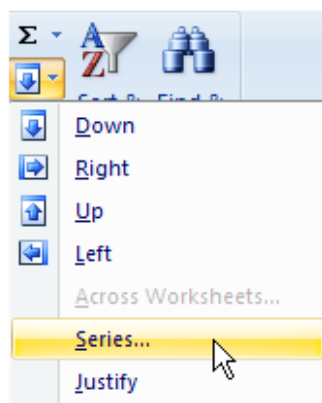 Σ
A
Z
Down
Right
Up
Left
Across Worksheets...
Series...
Justify